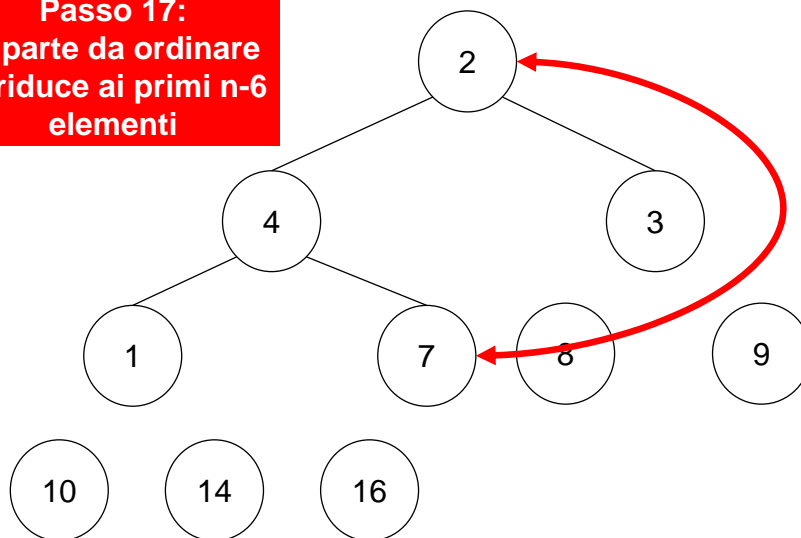 Passo 17:
parte da ordinare
riduce ai primi n-6
elementi
2
4
3
1
7
8
9
10
14
16